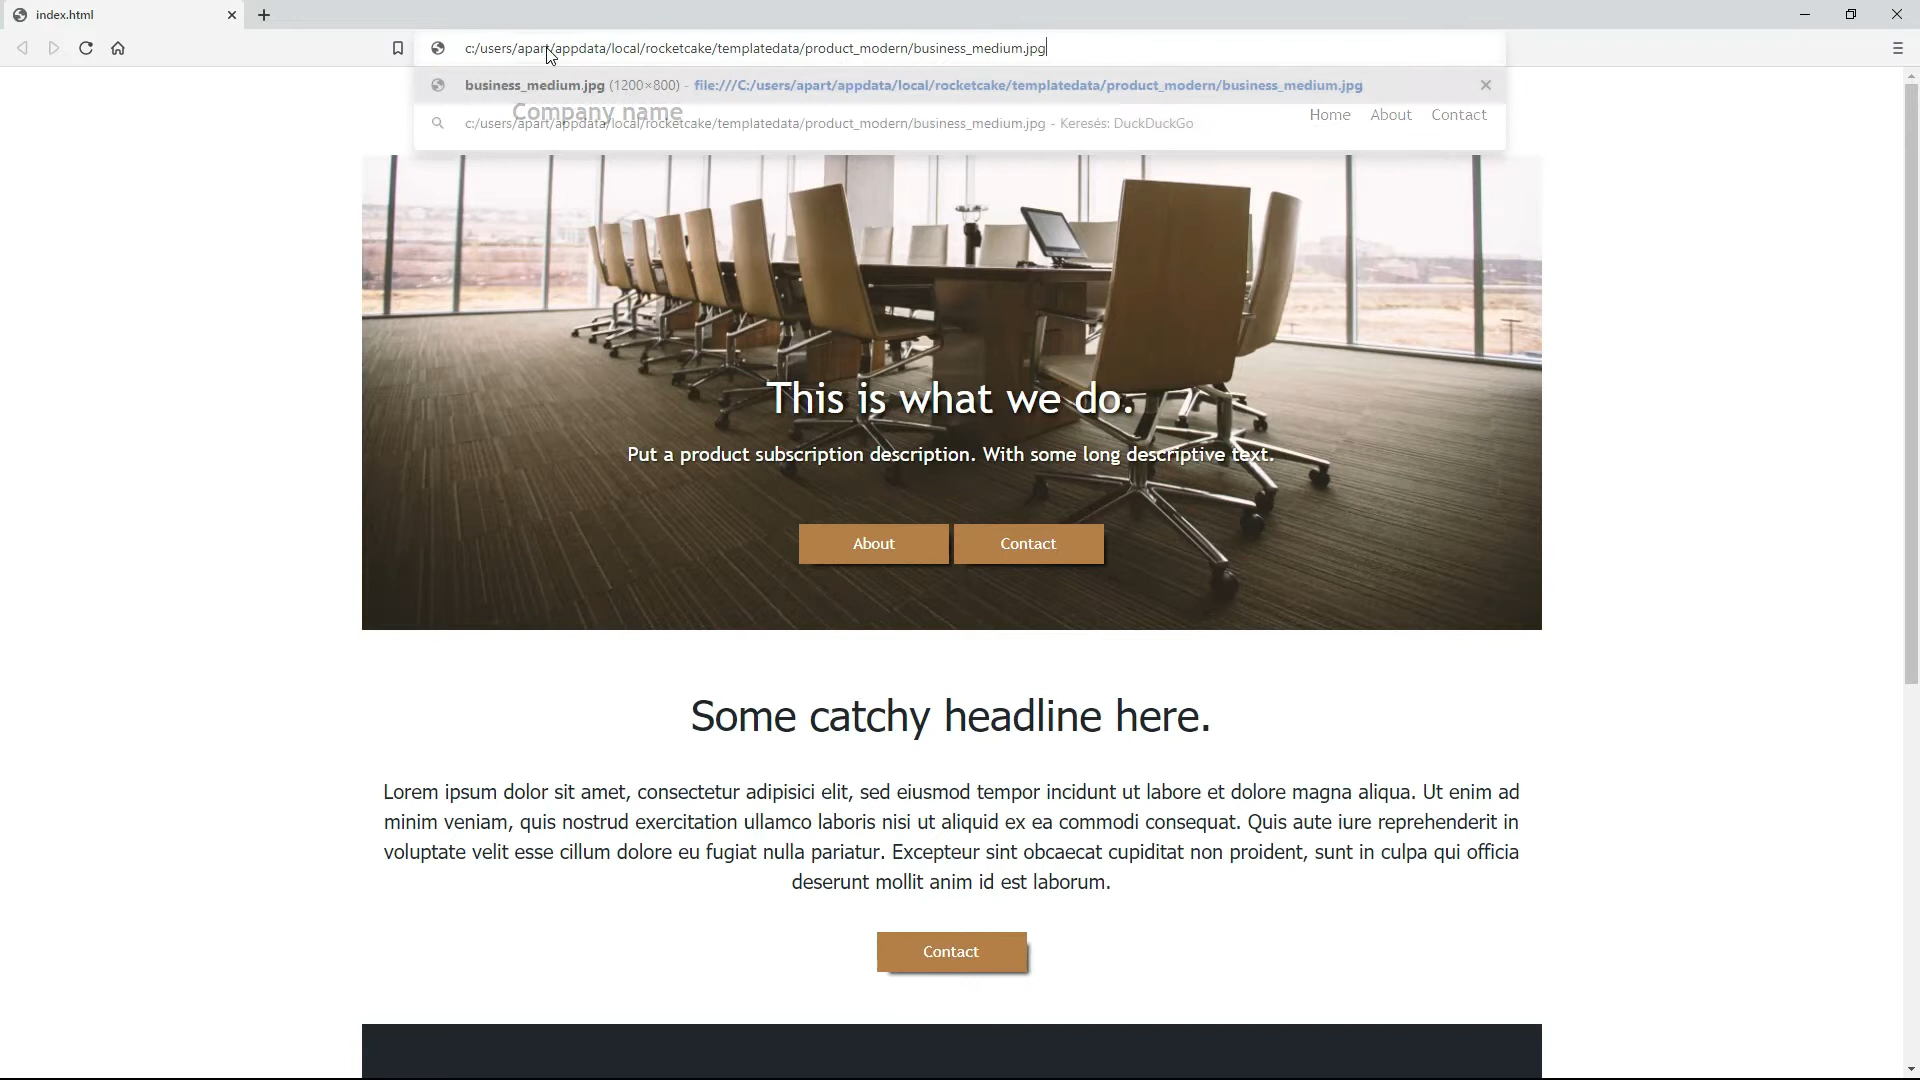 index.html
c:/users/apart/appdata/local/rocketcake/templatedata/product_modern/business_medium.jpg
business_medium.jpg (1200×800) - file:///C:/users/apart/appdata/local/rocketcake/templatedata/product_modern/business_medium.jpg
Company name
Home About Contact
c:/users/apart/appdata/local/rocketcake/templatedata/product_modern/business_medium.jpg - Keresés: DuckDuckGo
This is what we do.
Put a product subscription description. With some long descriptive text.
About Contact
Some catchy headline here.
Lorem ipsum dolor sit amet, consectetur adipisici elit, sed eiusmod tempor incidunt ut labore et dolore magna aliqua. Ut enim ad
minim veniam, quis nostrud exercitation ullamco laboris nisi ut aliquid ex ea commodi consequat. Quis aute iure reprehenderit in
voluptate velit esse cillum dolore eu fugiat nulla pariatur. Excepteur sint obcaecat cupiditat non proident, sunt in culpa qui officia
deserunt mollit anim id est laborum.
Contact